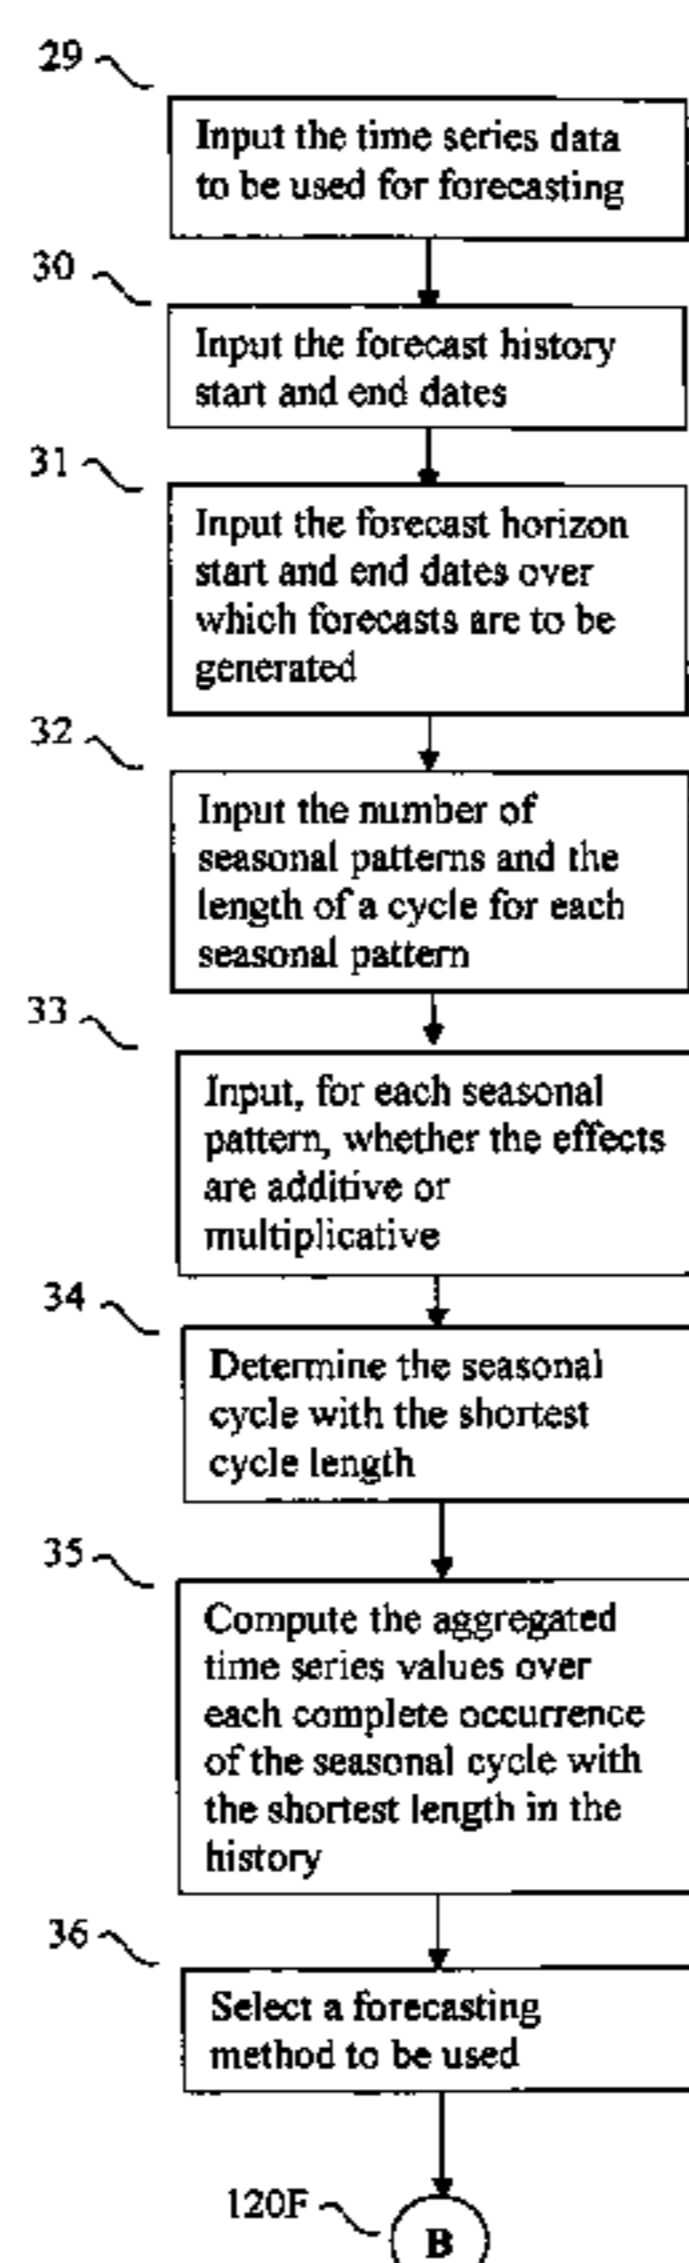 29
Input the time series data
to be used for forecasting
30
Input the forecast history
start and end dates
31
Input the forecast horizon
start and end dates over
which forecasts are to be
generated
32
Input the number of
seasonal patterns and the
length of a cycle for each
seasonal pattern
33
Input, for each seasonal
pattern, whether the effects
are additive or
multiplicative
34
Determine the seasonal
cycle with the shortest
cycle length
35
Compute the aggregated
time series values over
each complete occurrence
of the seasonal cycle with
the shortest length in the
history
36
Select a forecasting
method to be used
120F
B